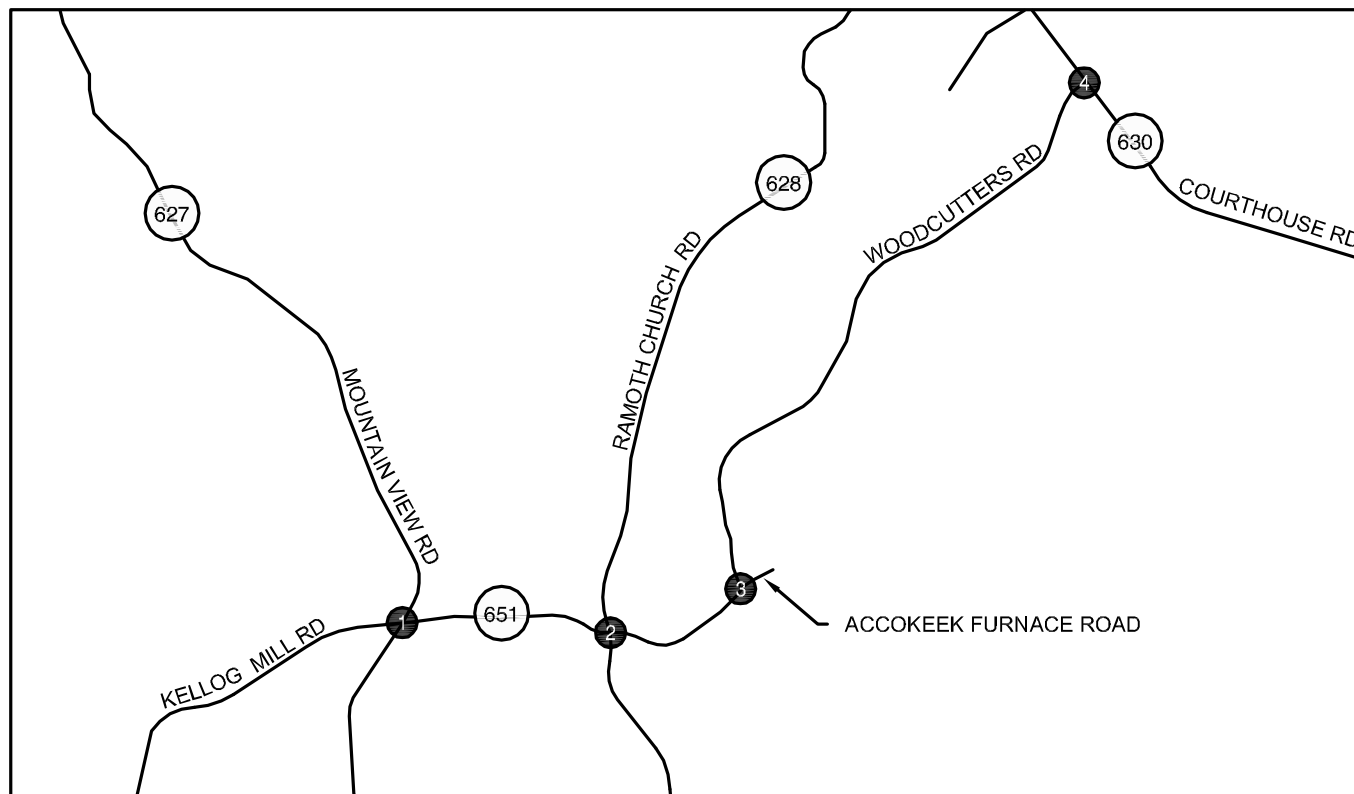 4
630
COURTHOUSE RD
628
WOODCUTTERS RD
627
RAMOTH CHURCH RD
MOUNTAIN VIEW RD
3
651
1
2
ACCOKEEK FURNACE ROAD
KELLOG MILL RD